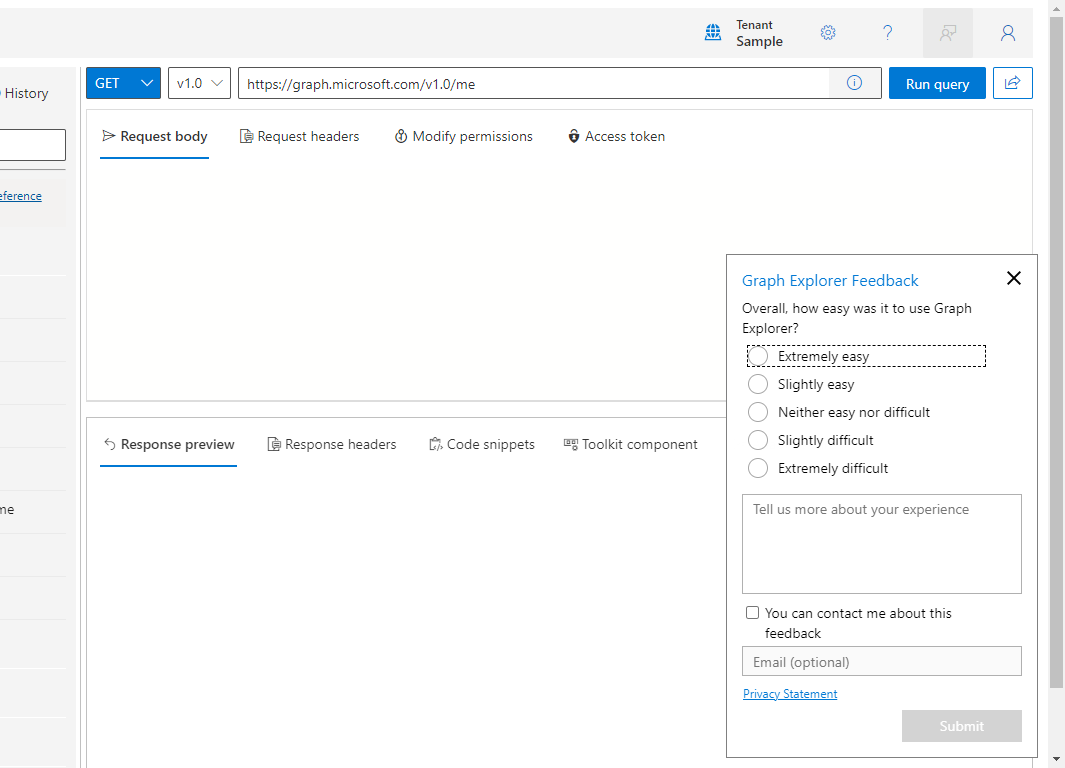 Tenant
Sample
?
History
GET
v1.0
https://graph.microsoft.com/v1.0/me
Run query
Request body
Request headers
Modify permissions
Access token
eference
me
Response preview
Response headers
Code snippets
Toolkit component
Graph Explorer Feedback
Overall, how easy was it to use Graph
Explorer?
Extremely easy
Slightly easy
Neither easy nor difficult
Slightly difficult
Extremely difficult
Tell us more about your experience
You can contact me about this
feedback
Email (optional)
Privacy Statement
Submit